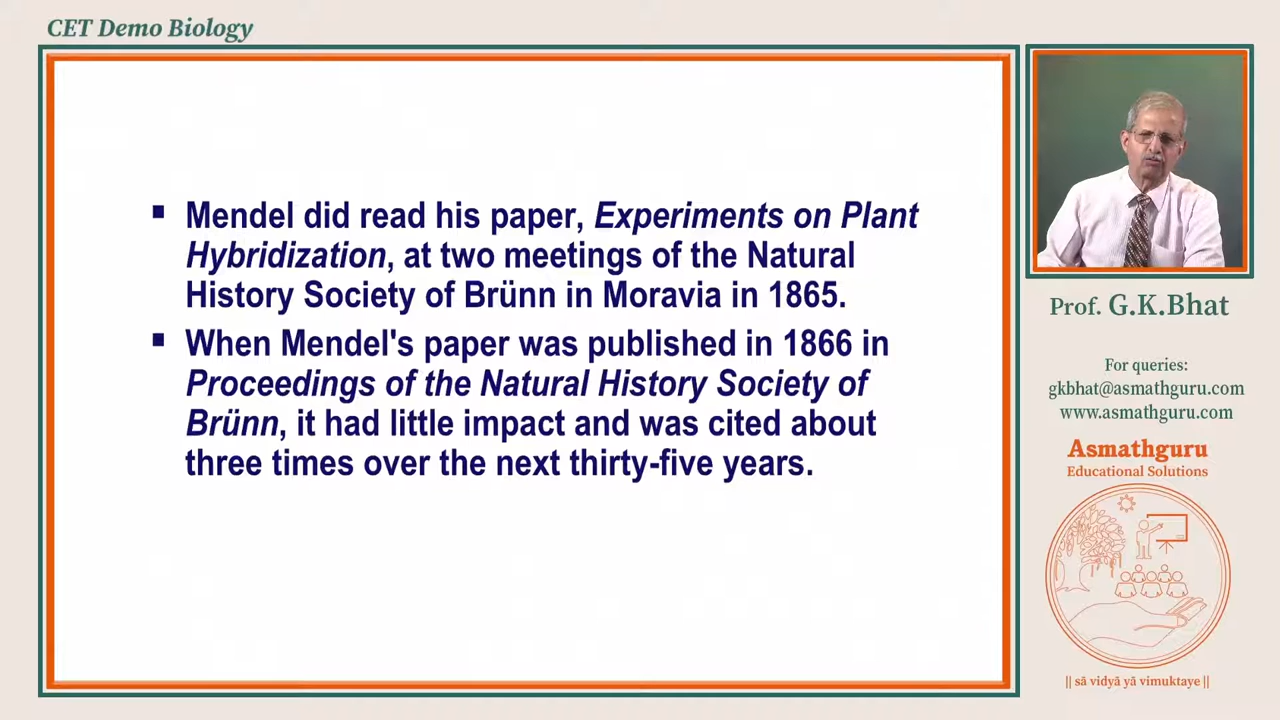 CET Demo Biology
▪ Mendel did read his paper, Experiments on Plant
Hybridization, at two meetings of the Natural
History Society of Brünn in Moravia in 1865.
▪ When Mendel's paper was published in 1866 in
Proceedings of the Natural History Society of
Brünn, it had little impact and was cited about
three times over the next thirty-five years.
Prof. G.K.Bhat
For queries:
gkbhat@asmathguru.com
www.asmathguru.com
Asmathguru
Educational Solutions
|| sā vidyā yā vimuktaye ||